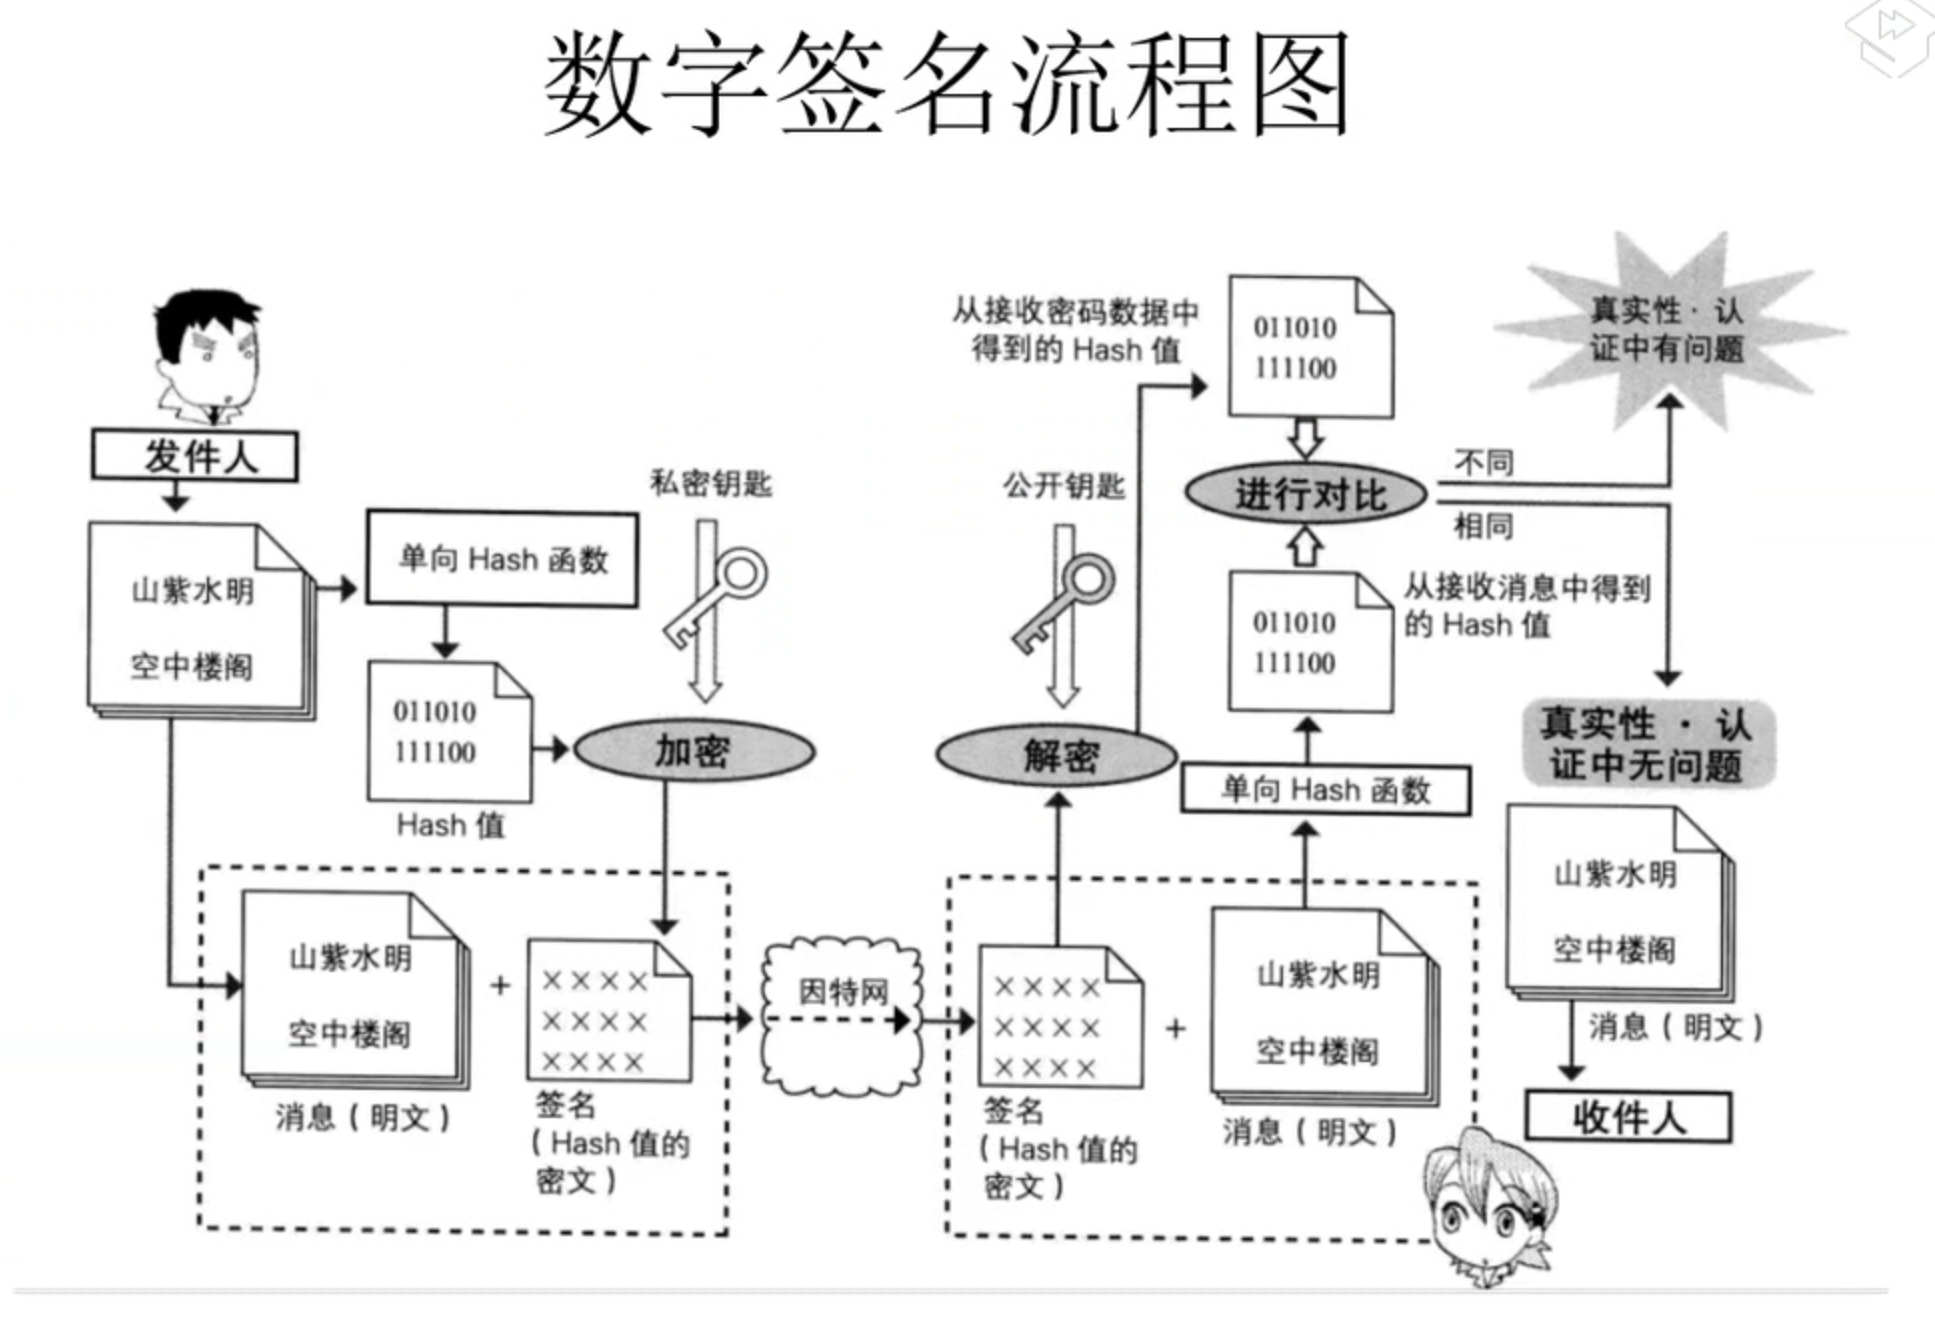 数字签名流程图
发件人
山紫水明
空中楼阁
单向 Hash 函数
011010
111100
Hash 值
私密钥匙
加密
山紫水明
空中楼阁
消息（明文）
+
××××
××××
××××
签名
（Hash 值的
密文）
因特网
××××
××××
××××
签名
（Hash 值的
密文）
+
山紫水明
空中楼阁
消息（明文）
公开钥匙
解密
单向 Hash 函数
从接收密码数据中
得到的 Hash 值
011010
111100
进行对比
011010
111100
从接收消息中得到
的 Hash 值
不同
相同
真实性·认
证中有问题
真实性·认
证中无问题
山紫水明
空中楼阁
消息（明文）
收件人